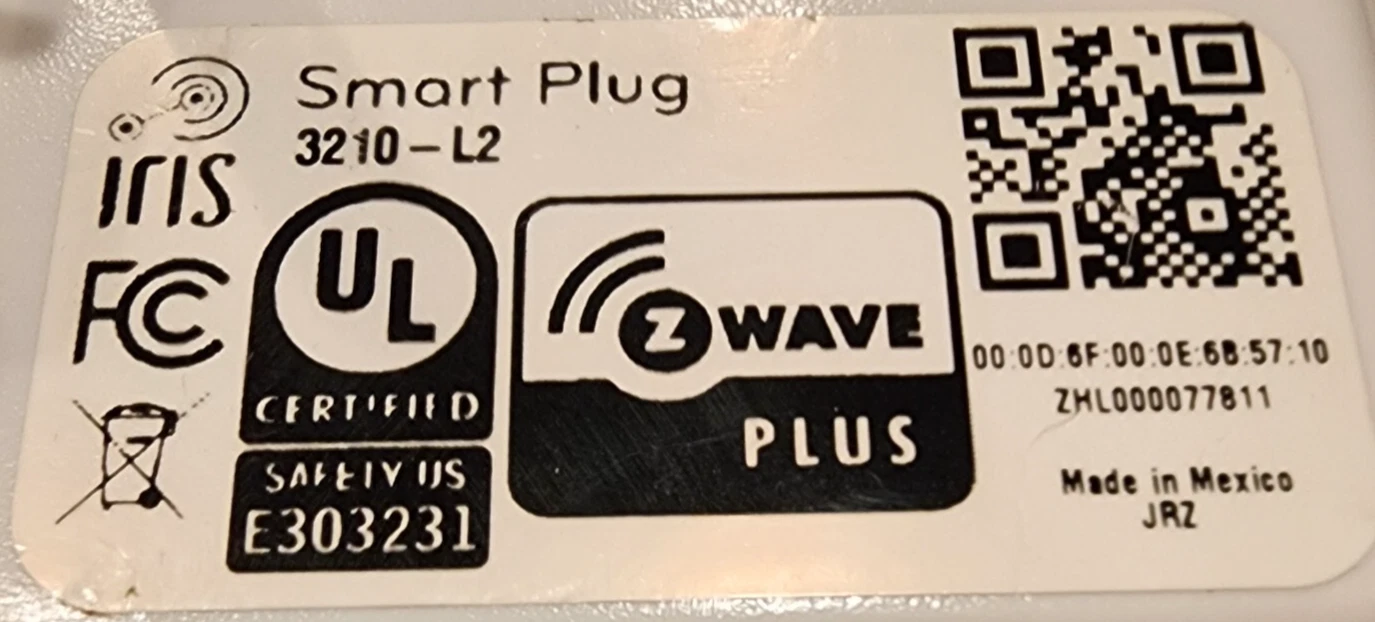 Smart Plug
3210-L2
IRIS
FC
UL
CERTIFIED
SAFETY US
E303231
Z WAVE
PLUS
00:0D:6F:00:0E:6B:57:10
ZHL000077811
Made in Mexico
JRZ